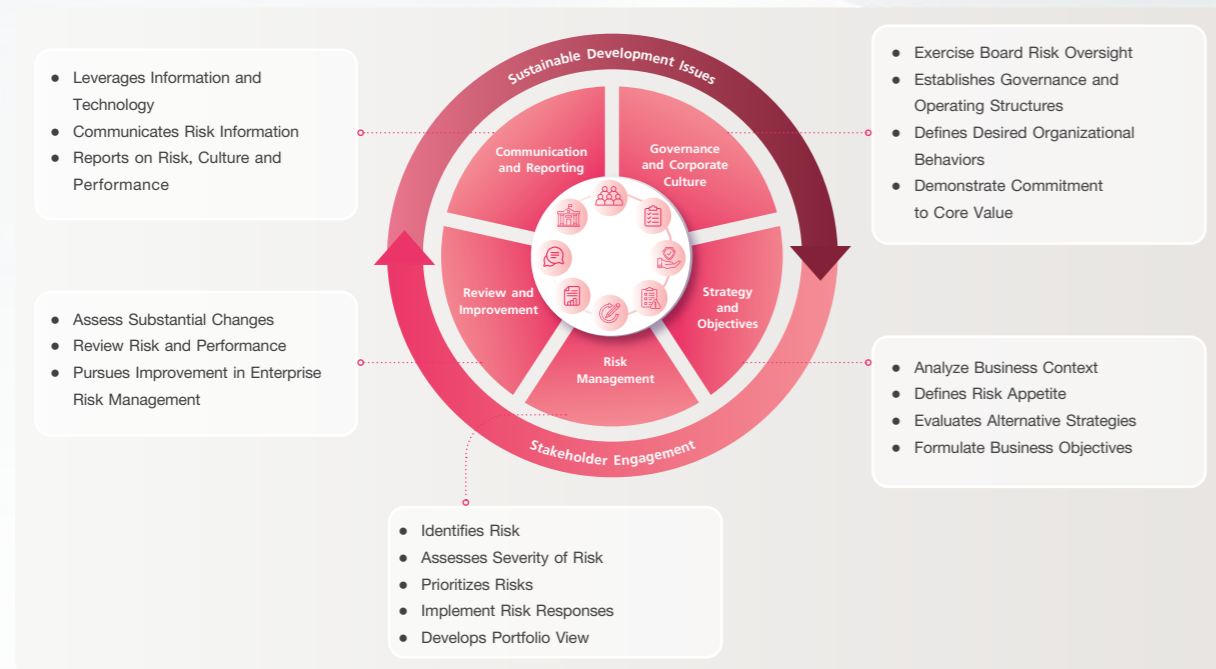 Sustainable Development Issues
Communication
and Reporting
Governance
and Corporate
Culture
Review and
Improvement
Strategy
and
Objectives
Risk
Management
Stakeholder Engagement
● Leverages Information and
Technology
● Communicates Risk Information
● Reports on Risk, Culture and
Performance
● Exercise Board Risk Oversight
● Establishes Governance and
Operating Structures
● Defines Desired Organizational
Behaviors
● Demonstrate Commitment
to Core Value
● Assess Substantial Changes
● Review Risk and Performance
● Pursues Improvement in Enterprise
Risk Management
● Analyze Business Context
● Defines Risk Appetite
● Evaluates Alternative Strategies
● Formulate Business Objectives
● Identifies Risk
● Assesses Severity of Risk
● Prioritizes Risks
● Implement Risk Responses
● Develops Portfolio View